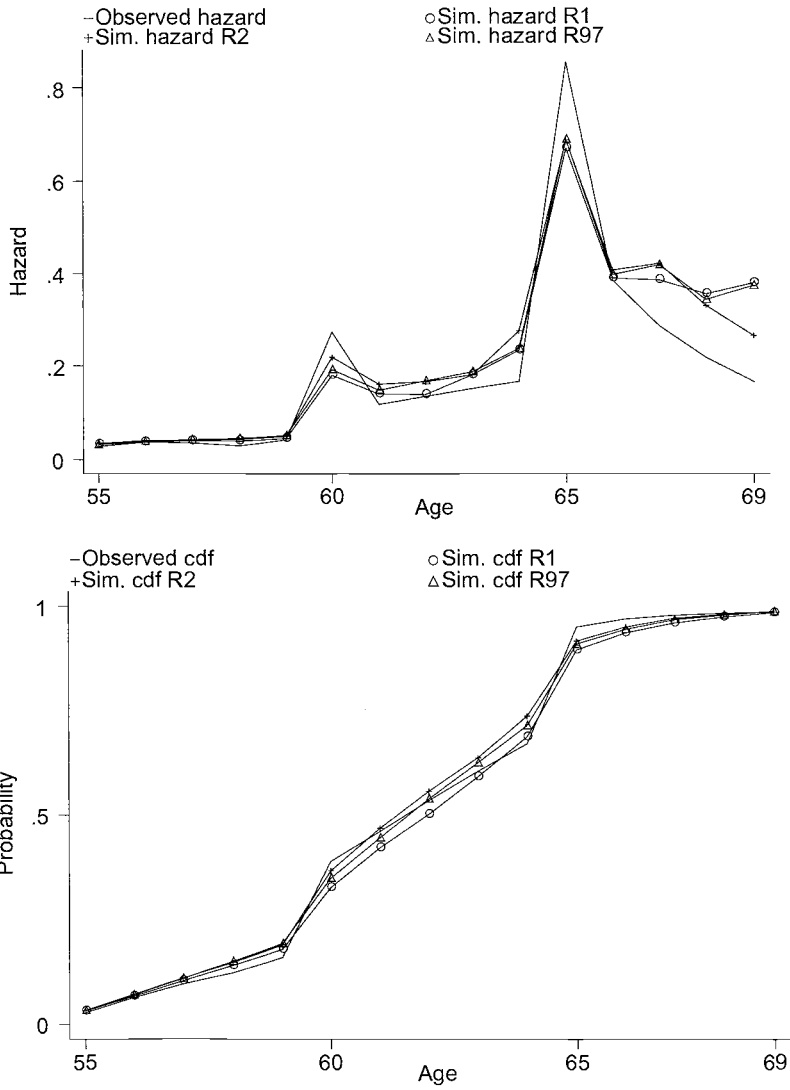 –Observed hazard ○Sim. hazard R1
+Sim. hazard R2 △Sim. hazard R97
.8
.6
Hazard
.4
.2
0
55 60 65 69
Age
–Observed cdf ○Sim. cdf R1
+Sim. cdf R2 △Sim. cdf R97
1
Probability
.5
0
55 60 65 69
Age